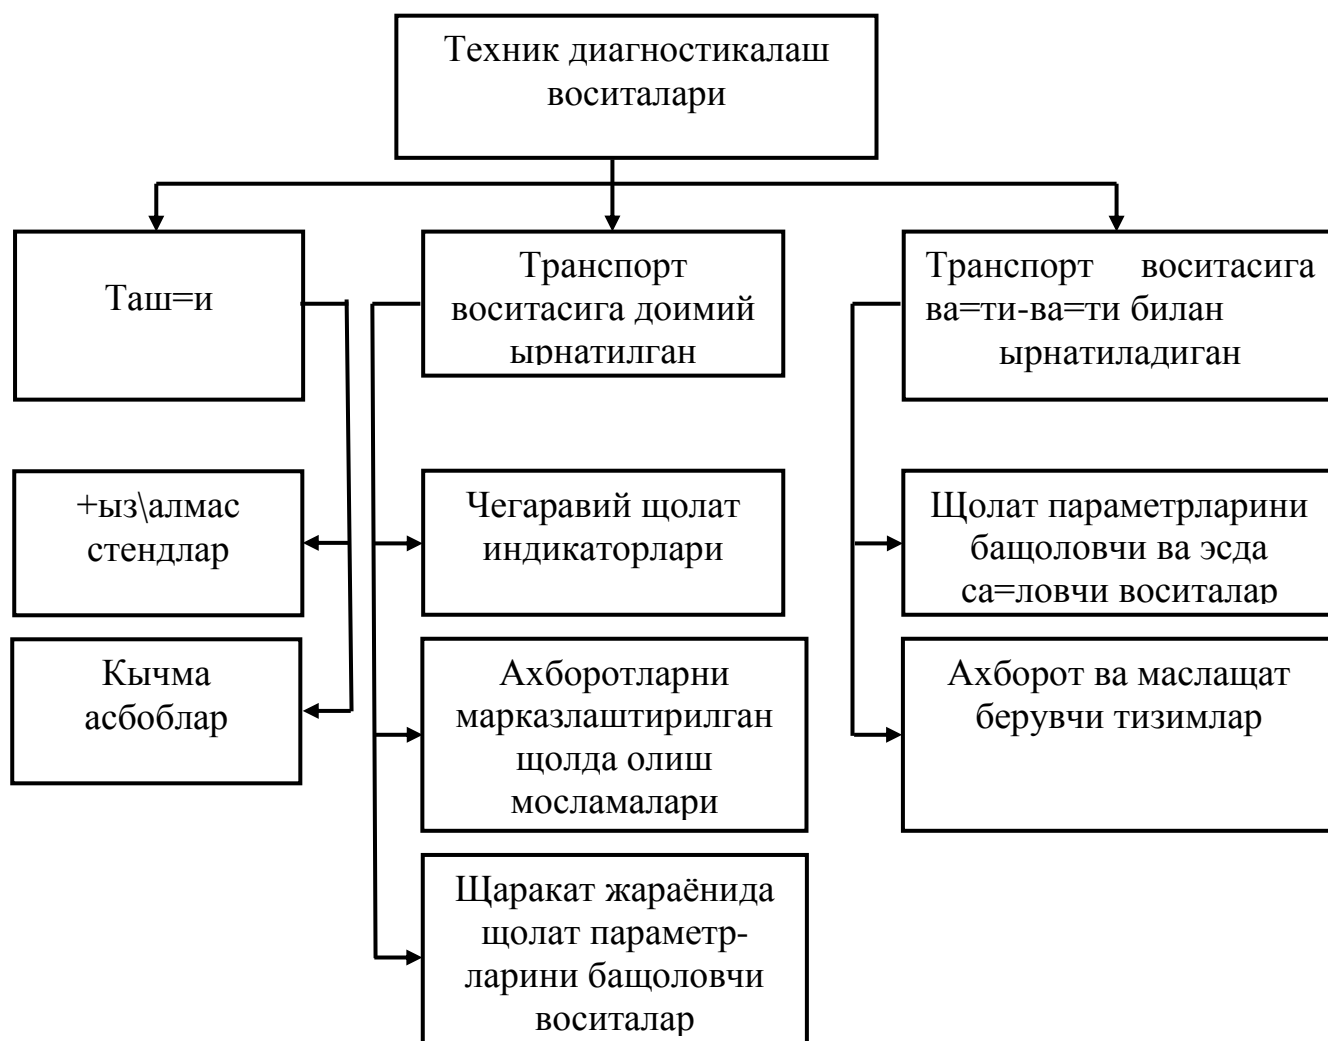 Техник диагностикалаш
воситалари
Таш=и
Транспорт
воситасига доимий
ырнатилган
Транспорт воситасига
ва=ти-ва=ти билан
ырнатиладиган
+ыз\алмас
стендлар
Чегаравий щолат
индикаторлари
Щолат параметрларини
бащоловчи ва эсда
са=ловчи воситалар
Кычма
асбоблар
Ахборотларни
марказлаштирилган
щолда олиш
мосламалари
Ахборот ва маслащат
берувчи тизимлар
Щаракат жараёнида
щолат параметр-
ларини бащоловчи
воситалар